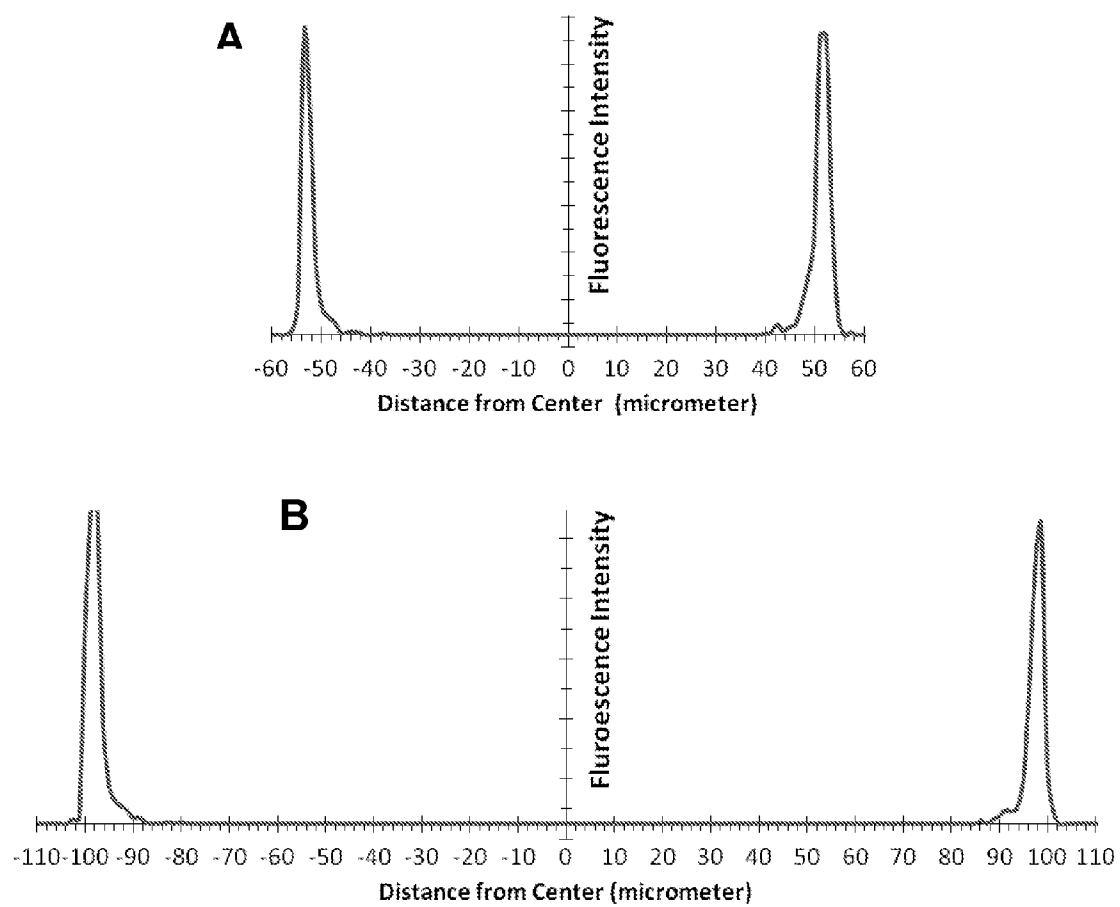 A
Fluorescence Intensity
-60 -50 -40 -30 -20 -10 0 10 20 30 40 50 60
Distance from Center (micrometer)
B
Fluroescence Intensity
-110 -100 -90 -80 -70 -60 -50 -40 -30 -20 -10 0 10 20 30 40 50 60 70 80 90 100 110
Distance from Center (micrometer)